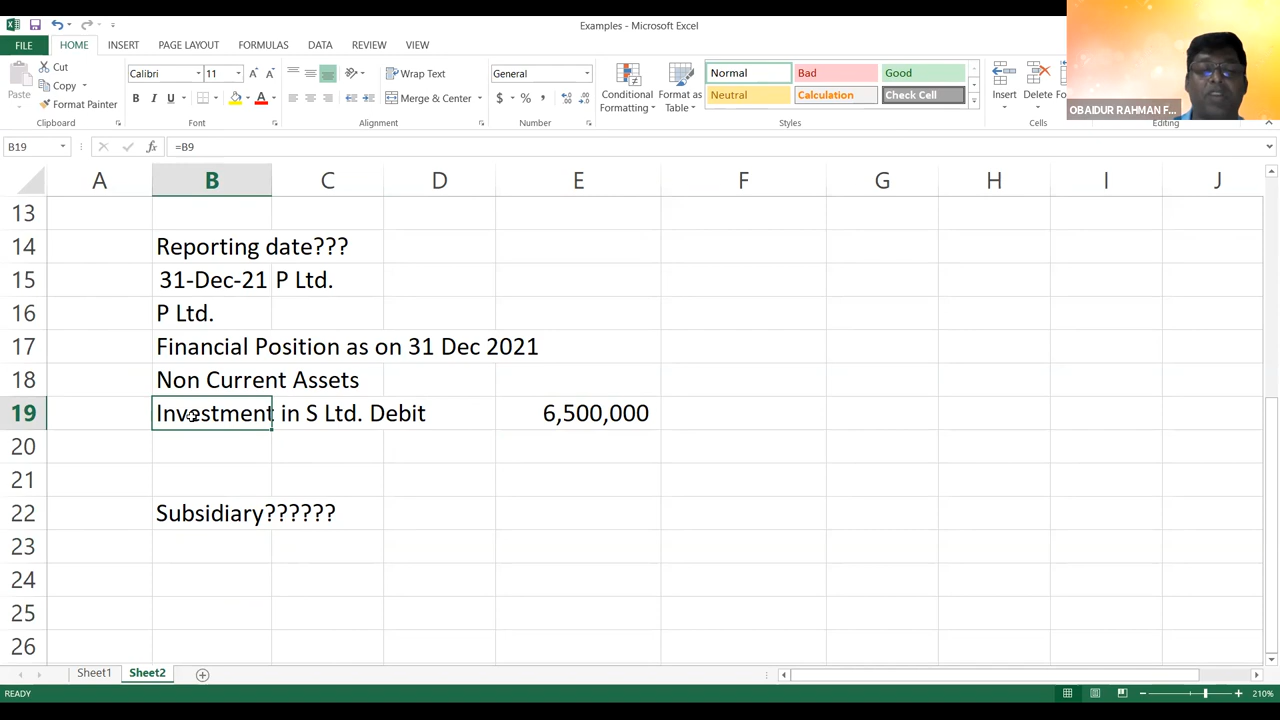 Examples - Microsoft Excel
FILE HOME INSERT PAGE LAYOUT FORMULAS DATA REVIEW VIEW
Cut
Copy
Format Painter
Paste
Clipboard
Calibri 11
B I U
Font
Wrap Text
Merge & Center
Alignment
General
$ % ,
Number
Conditional Formatting
Format as Table
Normal Bad Good
Neutral Calculation Check Cell
Styles
Insert Delete
Cells
Editing
OBAIDUR RAHMAN F...
B19 fx =B9
A B C D E F G H I J
13
14 Reporting date???
15 31-Dec-21 P Ltd.
16 P Ltd.
17 Financial Position as on 31 Dec 2021
18 Non Current Assets
19 Investment in S Ltd. Debit 6,500,000
20
21
22 Subsidiary??????
23
24
25
26
Sheet1 Sheet2
READY 210%